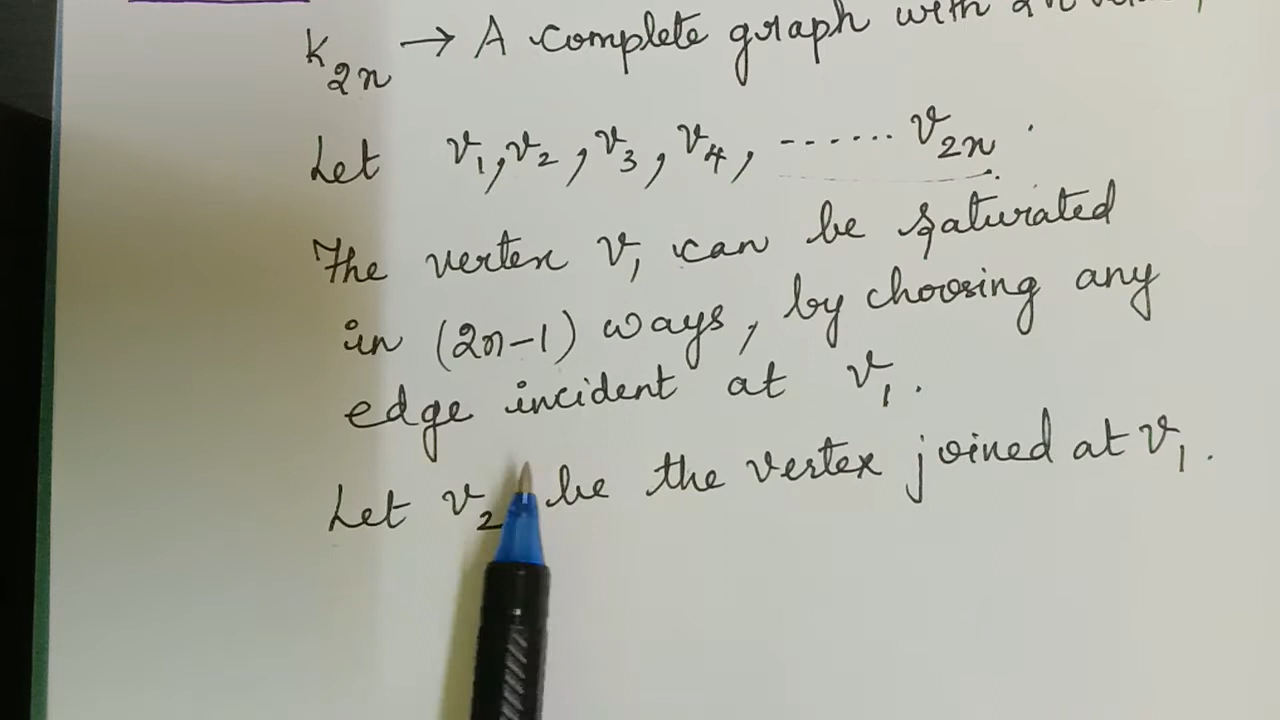 K2n → A complete graph with 2n
Let v1, v2, v3, v4, ------ v2n.
The vertex v1 can be saturated
in (2n-1) ways, by choosing any
edge incident at v1.
Let v2 be the vertex joined at v1.